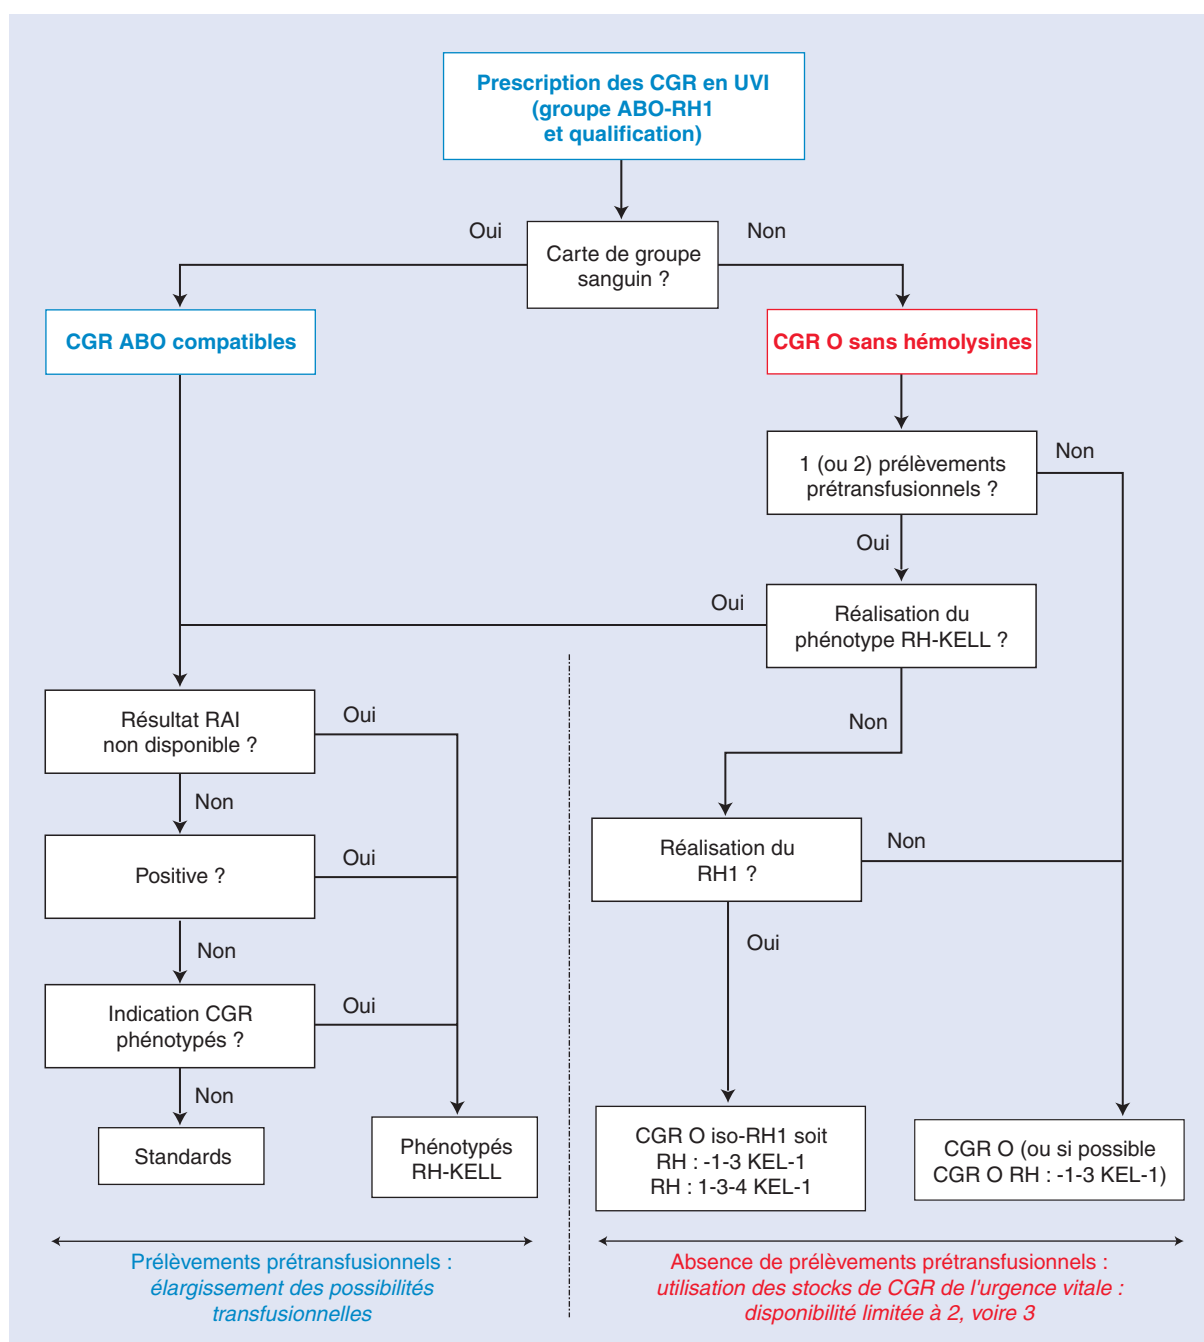 Prescription des CGR en UVI
(groupe ABO-RH1
et qualification)
Oui
Non
Carte de groupe
sanguin ?
CGR ABO compatibles
CGR O sans hémolysines
1 (ou 2) prélèvements
prétransfusionnels ?
Non
Oui
Réalisation du
phénotype RH-KELL ?
Oui
Non
Résultat RAI
non disponible ?
Oui
Non
Réalisation du
RH1 ?
Non
Positive ?
Oui
Non
Oui
Indication CGR
phénotypés ?
Oui
Non
Standards
Phénotypés
RH-KELL
CGR O iso-RH1 soit
RH : -1-3 KEL-1
RH : 1-3-4 KEL-1
CGR O (ou si possible
CGR O RH : -1-3 KEL-1)
Prélèvements prétransfusionnels :
élargissement des possibilités
transfusionnelles
Absence de prélèvements prétransfusionnels :
utilisation des stocks de CGR de l'urgence vitale :
disponibilité limitée à 2, voire 3